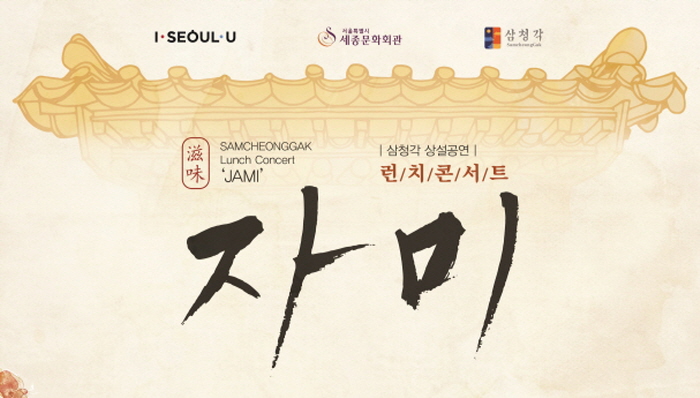 I·SEOUL·U
서울특별시
세종문화회관
삼청각
Samcheonggak
滋味
SAMCHEONGGAK
Lunch Concert
'JAMI'
| 삼청각 상설공연 |
런/치/콘/서/트
자미